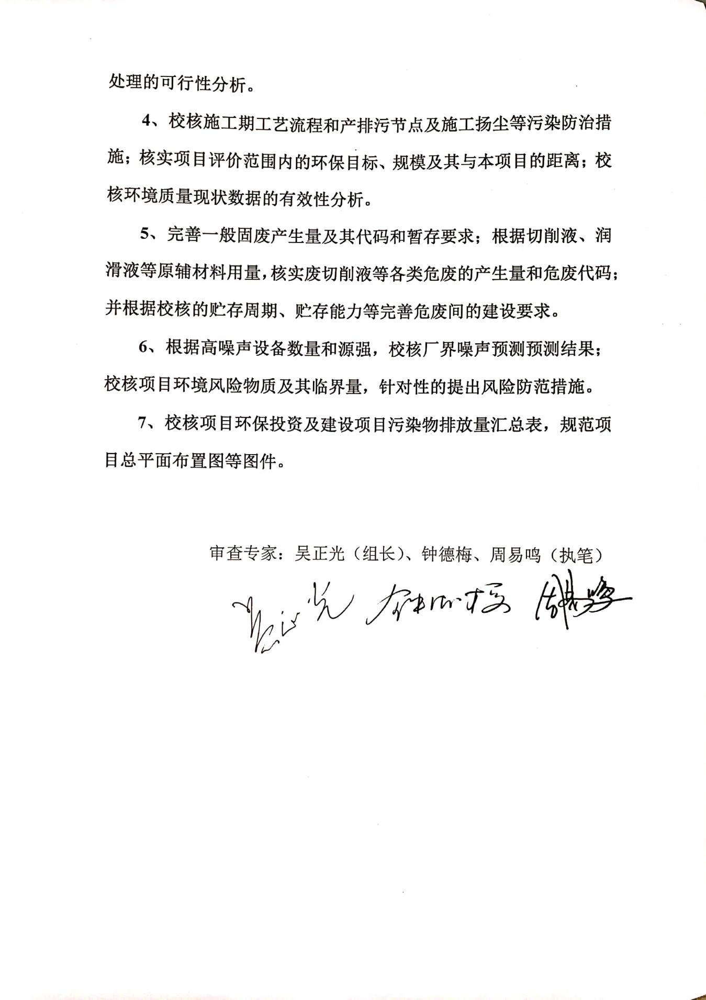 处理的可行性分析。
4、校核施工期工艺流程和产排污节点及施工扬尘等污染防治措
施；核实项目评价范围内的环保目标、规模及其与本项目的距离；校
核环境质量现状数据的有效性分析。
5、完善一般固废产生量及其代码和暂存要求；根据切削液、润
滑液等原辅材料用量，核实废切削液等各类危废的产生量和危废代码；
并根据校核的贮存周期、贮存能力等完善危废间的建设要求。
6、根据高噪声设备数量和源强，校核厂界噪声预测预测结果；
校核项目环境风险物质及其临界量，针对性的提出风险防范措施。
7、校核项目环保投资及建设项目污染物排放量汇总表，规范项
目总平面布置图等图件。
审查专家：吴正光（组长）、钟德梅、周易鸣（执笔）
吴正光 钟德梅 周易鸣